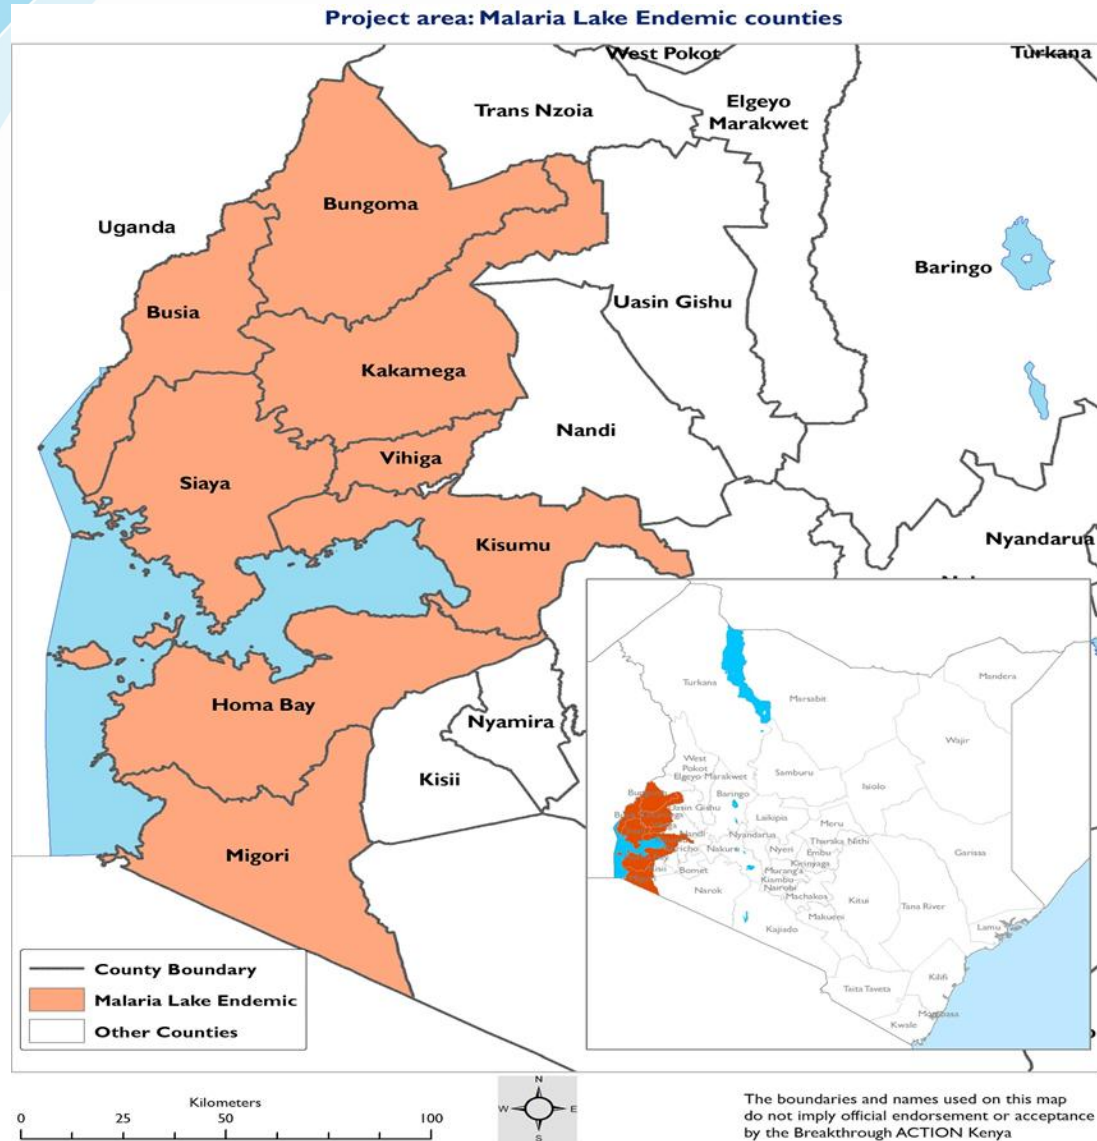 Project area: Malaria Lake Endemic counties
West Pokot
Turkana
Trans Nzoia
Elgeyo
Marakwet
Bungoma
Uganda
Baringo
Busia
Uasin Gishu
Kakamega
Nandi
Vihiga
Siaya
Kisumu
Nyandarua
Homa Bay
Nyamira
Kisii
Migori
Turkana
Marsabit
Mandera
Wajir
West
Pokot
Elgeyo Marakwet
Samburu
Isiolo
Baringo
Uasin Gishu
Laikipia
Meru
Nandi
Nyandarua
Tharaka Nithi
Nakuru
Nyeri
Embu
Garissa
Kirinyaga
Bomet
Murang'a
Kiambu
Nairobi
Narok
Machakos
Kitui
Tana River
Makueni
Kajiado
Lamu
Kilifi
Taita Taveta
Mombasa
Kwale
County Boundary
Malaria Lake Endemic
Other Counties
Kilometers
0 25 50 100
N
W E
S
The boundaries and names used on this map
do not imply official endorsement or acceptance
by the Breakthrough ACTION Kenya